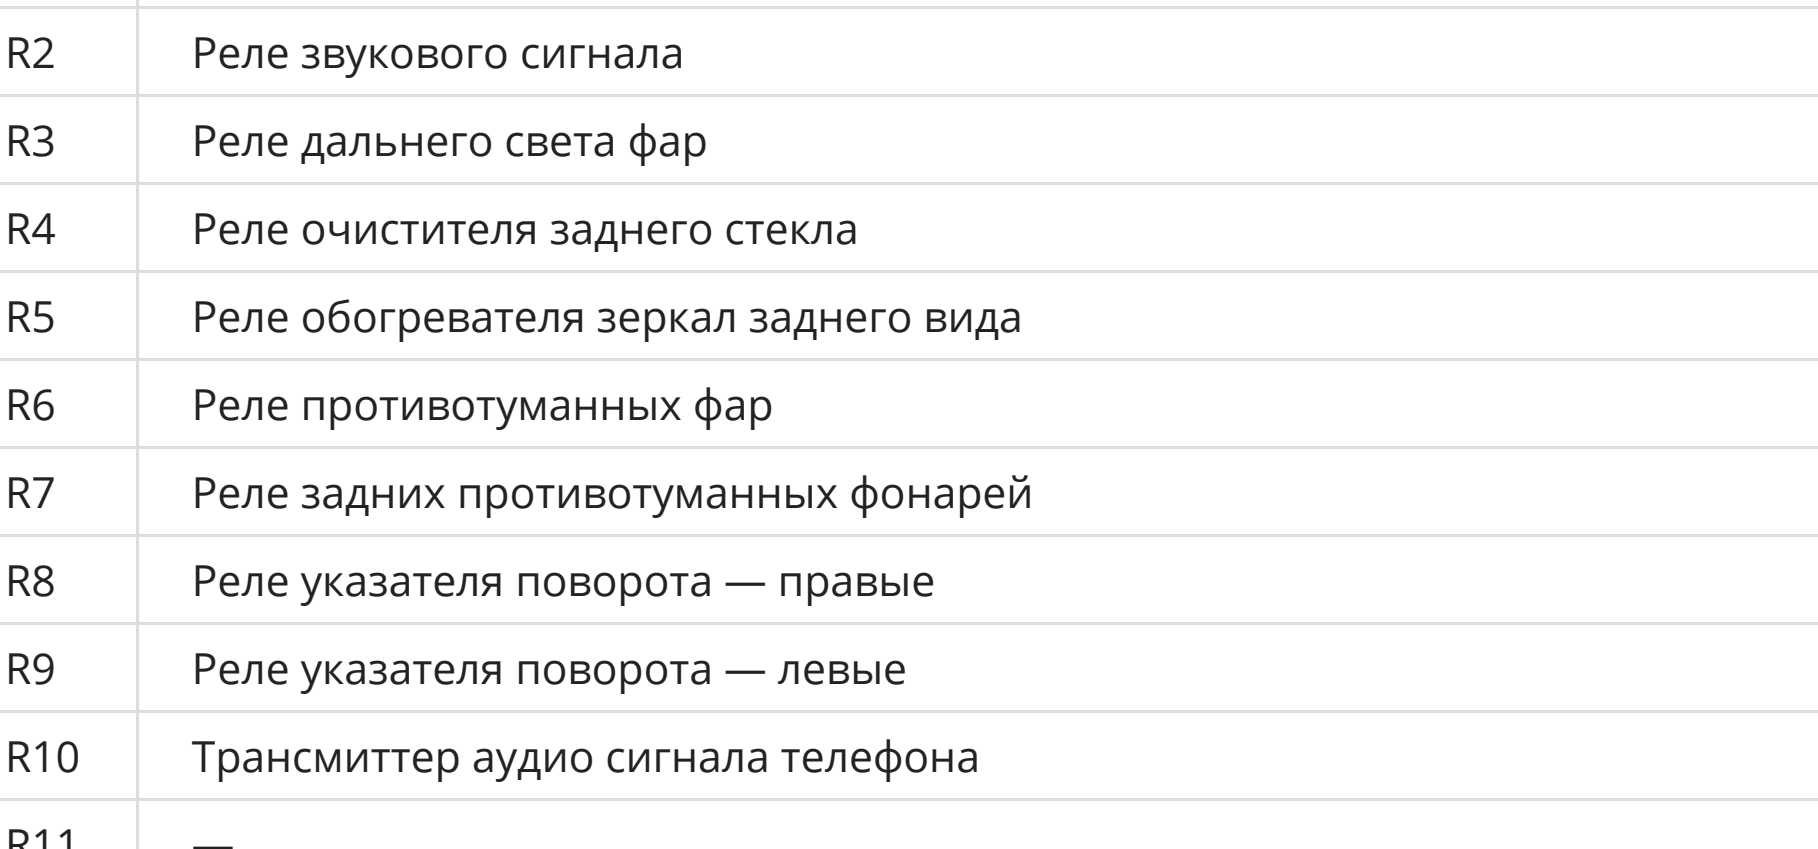 R2 Реле звукового сигнала
R3 Реле дальнего света фар
R4 Реле очистителя заднего стекла
R5 Реле обогревателя зеркал заднего вида
R6 Реле противотуманных фар
R7 Реле задних противотуманных фонарей
R8 Реле указателя поворота — правые
R9 Реле указателя поворота — левые
R10 Трансмиттер аудио сигнала телефона
R11 —